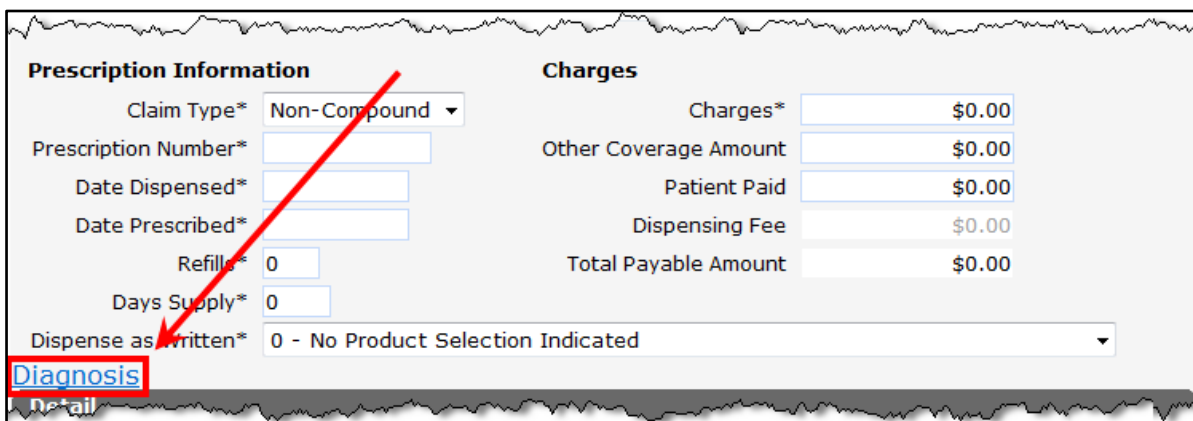 Prescription Information
Claim Type* Non-Compound
Prescription Number*
Date Dispensed*
Date Prescribed*
Refills* 0
Days Supply* 0
Dispense as Written* 0 - No Product Selection Indicated
Charges
Charges* $0.00
Other Coverage Amount $0.00
Patient Paid $0.00
Dispensing Fee $0.00
Total Payable Amount $0.00
Diagnosis
Detail